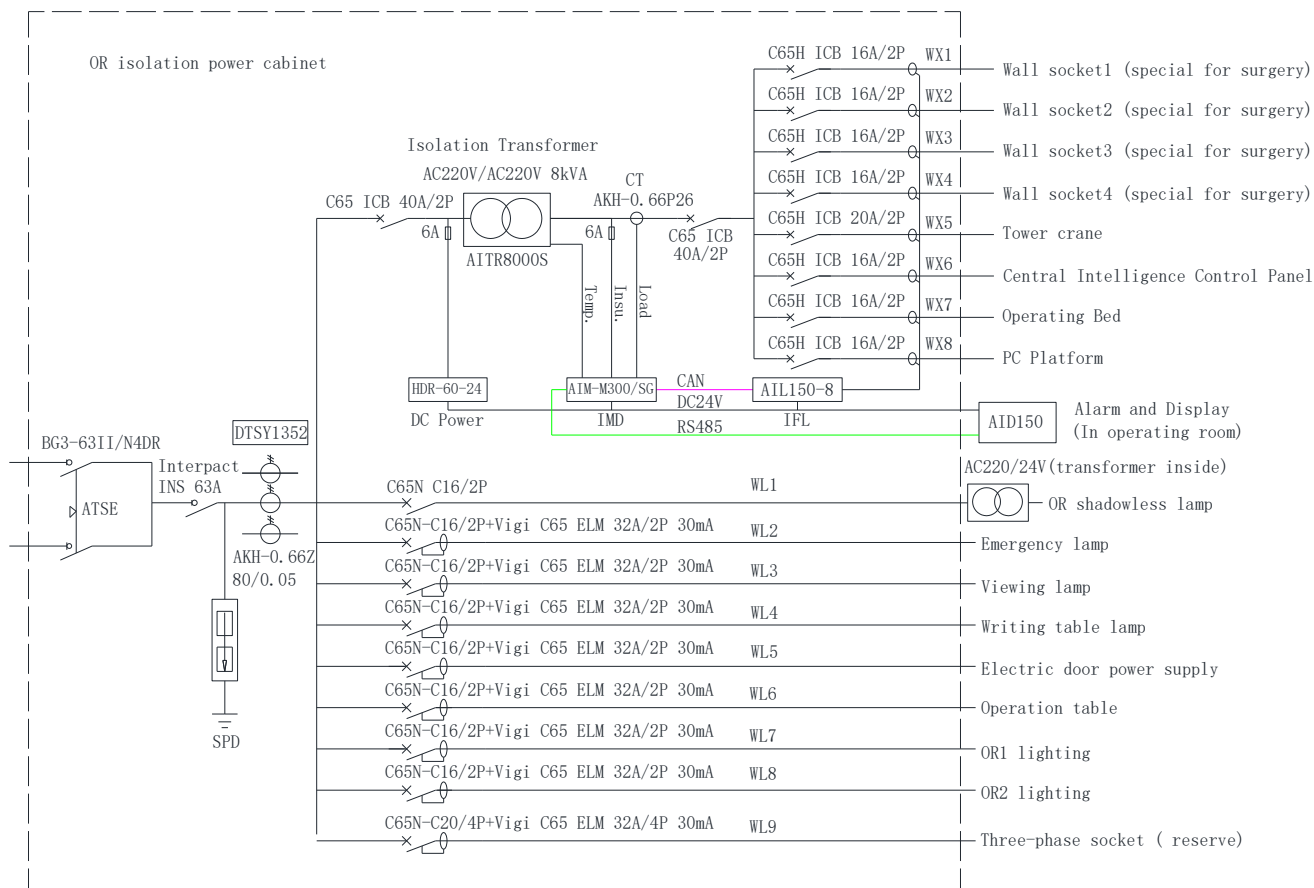 OR isolation power cabinet
C65H ICB 16A/2P
WX1
Wall socket1 (special for surgery)
C65H ICB 16A/2P
WX2
Wall socket2 (special for surgery)
C65H ICB 16A/2P
WX3
Wall socket3 (special for surgery)
C65H ICB 16A/2P
WX4
Wall socket4 (special for surgery)
C65H ICB 20A/2P
WX5
Tower crane
C65H ICB 16A/2P
WX6
Central Intelligence Control Panel
C65H ICB 16A/2P
WX7
Operating Bed
C65H ICB 16A/2P
WX8
PC Platform
Isolation Transformer
AC220V/AC220V 8kVA
C65 ICB 40A/2P
6A
AITR8000S
CT
AKH-0.66P26
6A
C65 ICB
40A/2P
Temp.
Insu.
Load
HDR-60-24
DC Power
AIM-M300/SG
IMD
CAN
DC24V
RS485
AIL150-8
IFL
AID150
Alarm and Display
(In operating room)
BG3-63II/N4DR
ATSE
Interpact
INS 63A
DTSY1352
AKH-0.66Z
80/0.05
SPD
C65N C16/2P
WL1
AC220/24V(transformer inside)
OR shadowless lamp
C65N-C16/2P+Vigi C65 ELM 32A/2P 30mA
WL2
Emergency lamp
C65N-C16/2P+Vigi C65 ELM 32A/2P 30mA
WL3
Viewing lamp
C65N-C16/2P+Vigi C65 ELM 32A/2P 30mA
WL4
Writing table lamp
C65N-C16/2P+Vigi C65 ELM 32A/2P 30mA
WL5
Electric door power supply
C65N-C16/2P+Vigi C65 ELM 32A/2P 30mA
WL6
Operation table
C65N-C16/2P+Vigi C65 ELM 32A/2P 30mA
WL7
OR1 lighting
C65N-C16/2P+Vigi C65 ELM 32A/2P 30mA
WL8
OR2 lighting
C65N-C20/4P+Vigi C65 ELM 32A/4P 30mA
WL9
Three-phase socket ( reserve)